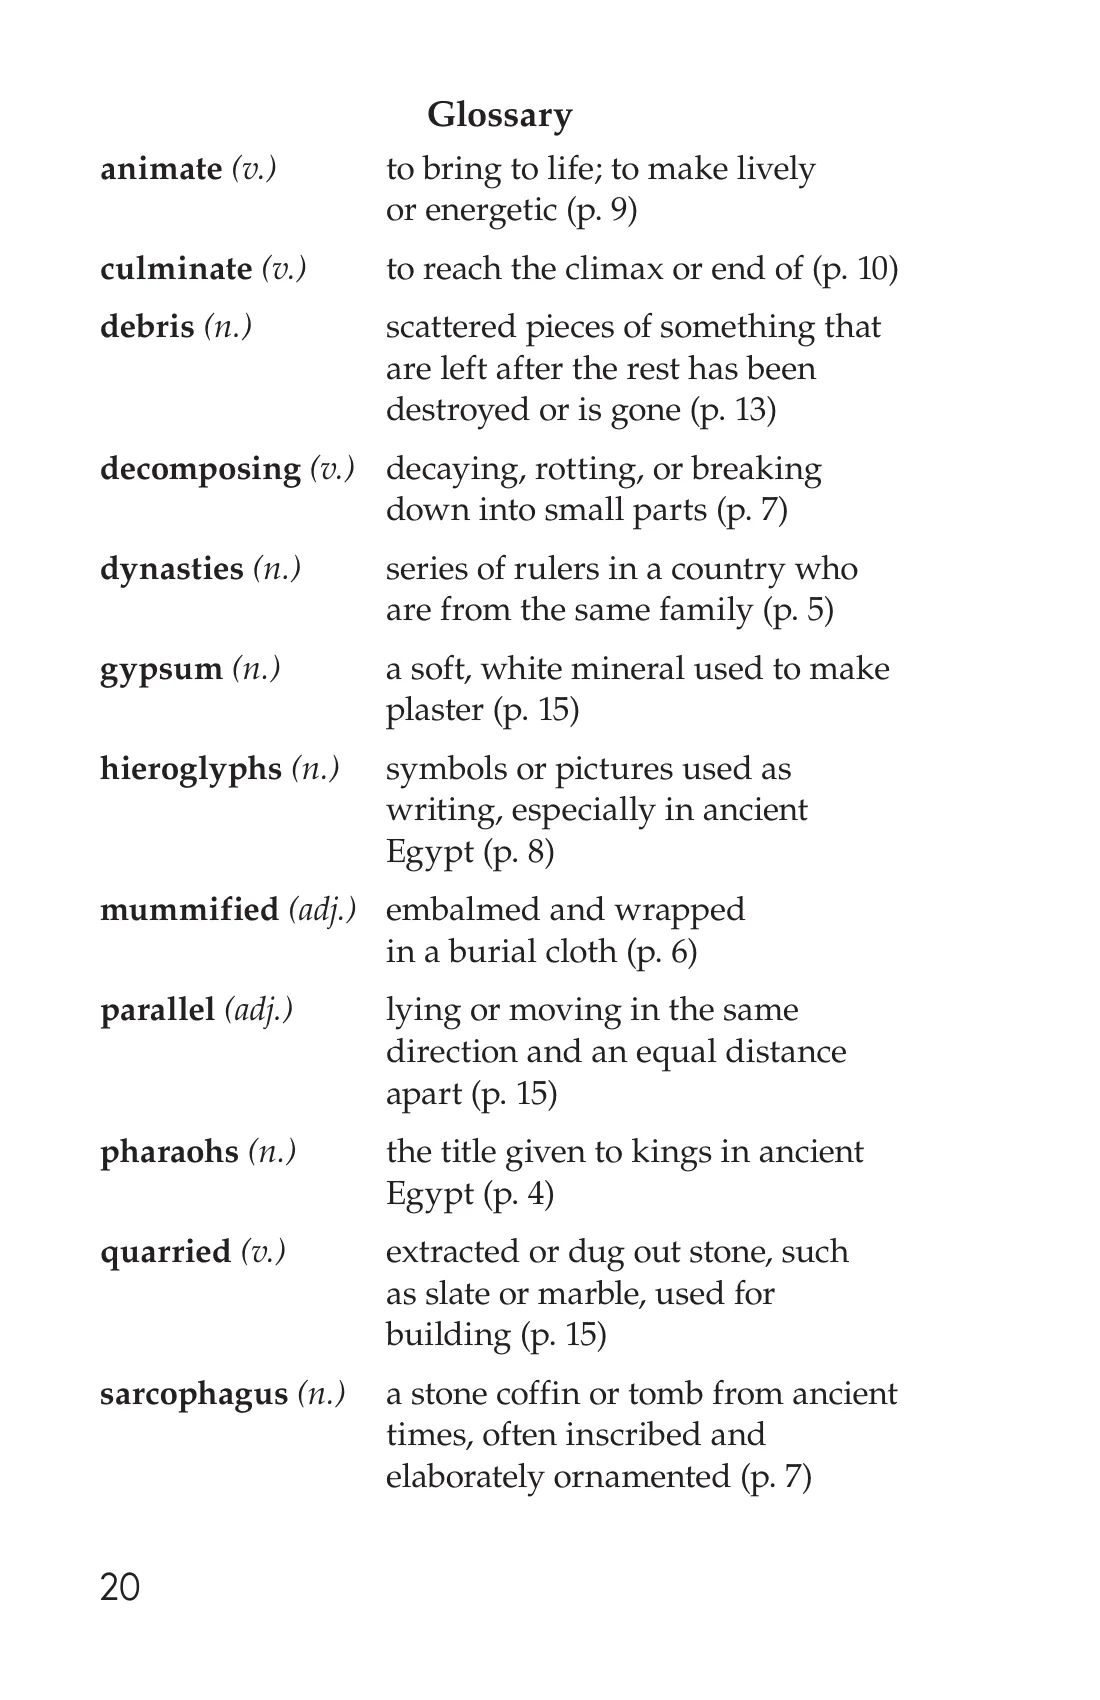 Glossary
animate (v.) to bring to life; to make lively
or energetic (p. 9)
culminate (v.) to reach the climax or end of (p. 10)
debris (n.) scattered pieces of something that
are left after the rest has been
destroyed or is gone (p. 13)
decomposing (v.) decaying, rotting, or breaking
down into small parts (p. 7)
dynasties (n.) series of rulers in a country who
are from the same family (p. 5)
gypsum (n.) a soft, white mineral used to make
plaster (p. 15)
hieroglyphs (n.) symbols or pictures used as
writing, especially in ancient
Egypt (p. 8)
mummified (adj.) embalmed and wrapped
in a burial cloth (p. 6)
parallel (adj.) lying or moving in the same
direction and an equal distance
apart (p. 15)
pharaohs (n.) the title given to kings in ancient
Egypt (p. 4)
quarried (v.) extracted or dug out stone, such
as slate or marble, used for
building (p. 15)
sarcophagus (n.) a stone coffin or tomb from ancient
times, often inscribed and
elaborately ornamented (p. 7)
20